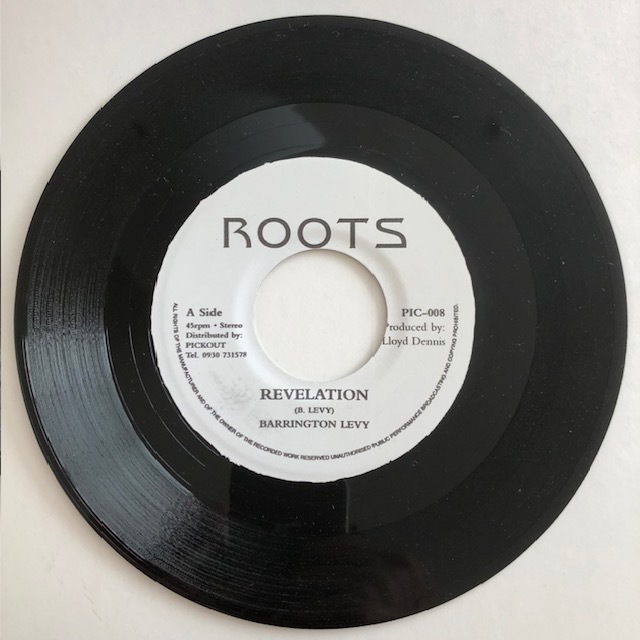 ROOTS
A Side
45rpm • Stereo
Distributed by:
PICKOUT
Tel. 0930 731578
PIC-008
Produced by:
Lloyd Dennis
REVELATION
(B. LEVY)
BARRINGTON LEVY
ALL RIGHTS OF THE MANUFACTURER AND OF THE OWNER OF THE RECORDED WORK RESERVED UNAUTHORISED PUBLIC PERFORMANCE BROADCASTING AND COPYING PROHIBITED.